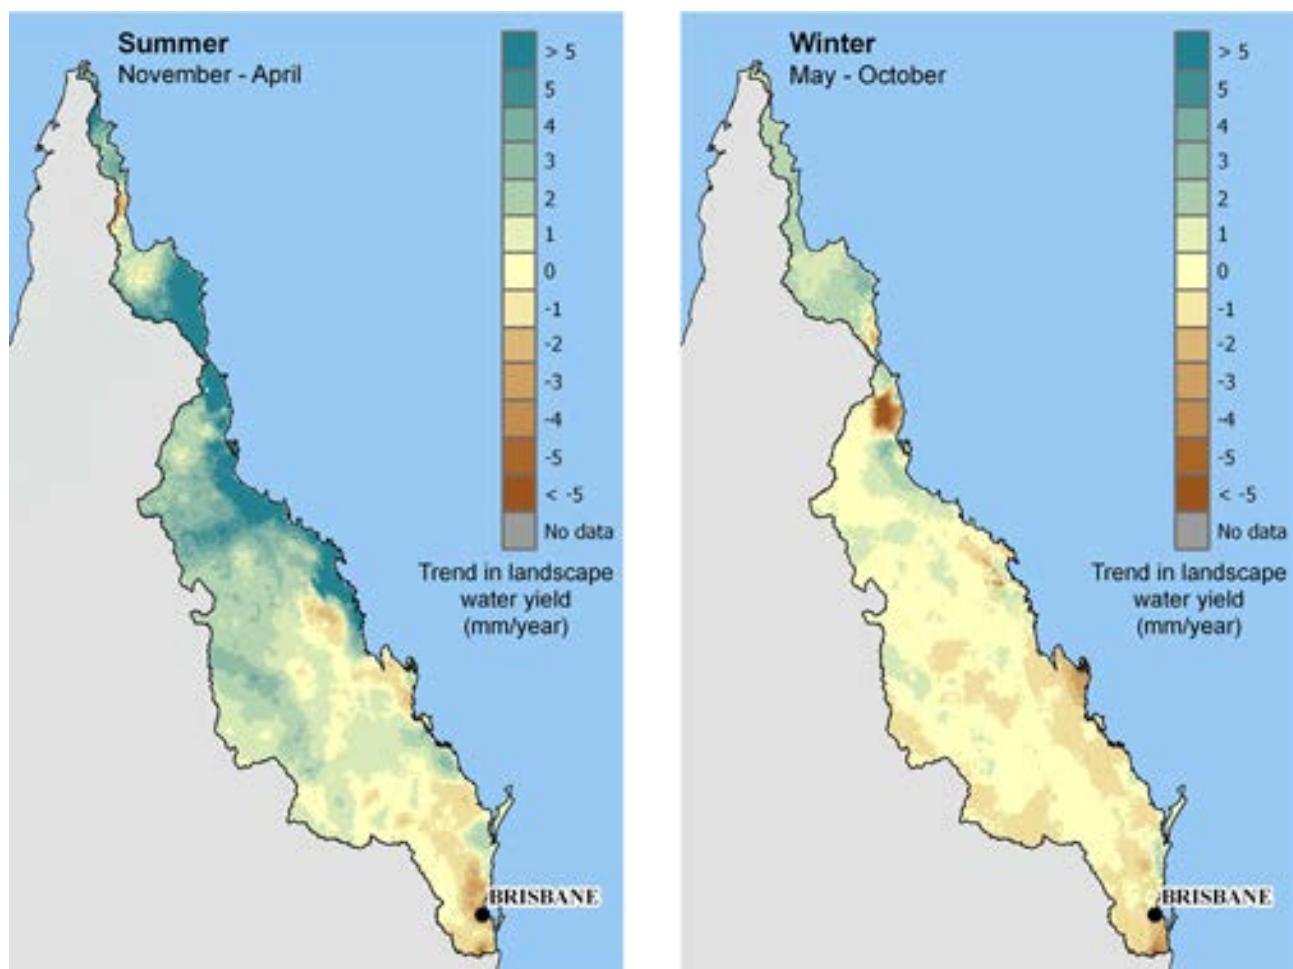 Summer
November - April
> 5
5
4
3
2
1
0
-1
-2
-3
-4
-5
< -5
No data
Trend in landscape
water yield
(mm/year)
BRISBANE
Winter
May - October
> 5
5
4
3
2
1
0
-1
-2
-3
-4
-5
< -5
No data
Trend in landscape
water yield
(mm/year)
BRISBANE